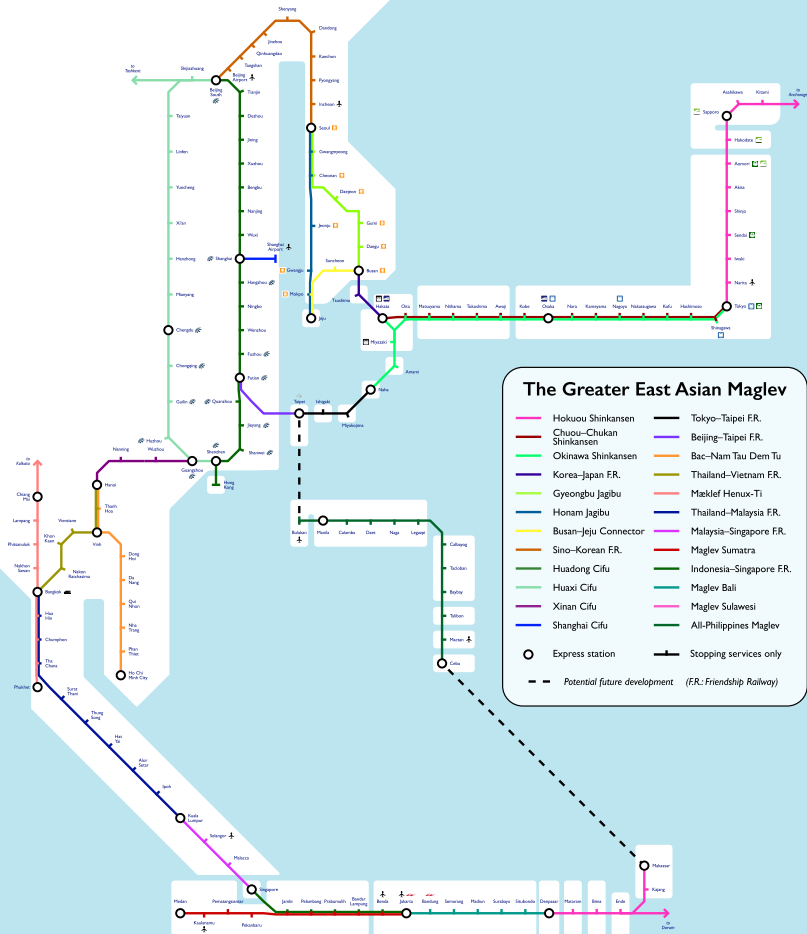 Shenyang
Dandong
Jinzhou
Qinhuangdao
Tangshan
Kaechon
Pyongyang
Incheon
to
Tashkent
Shijiazhuang
Beijing
Airport
Beijing
South
Tianjin
Dezhou
Jining
Xuzhou
Bengbu
Nanjing
Wuxi
Shanghai
Shanghai
Airport
Hangzhou
Ningbo
Wenzhou
Fuzhou
Putian
Quanzhou
Jieyang
Shanwei
Taiyuan
Linfen
Yuncheng
Xi'an
Hanzhong
Mianyang
Chengdu
Chongqing
Guilin
Hezhou
Wuzhou
Nanning
Guangzhou
Shenzhen
Hong
Kong
Seoul
Gwangmyeong
Cheonan
Daejeon
Jeonju
Gumi
Daegu
Suncheon
Gwangju
Busan
Mokpo
Jeju
Tsushima
Hakata
Oita
Matsuyama
Niihama
Tokushima
Awaji
Kobe
Osaka
Nara
Kameyama
Nagoya
Nakatsugawa
Kofu
Hashimoto
Shinagawa
Tokyo
Narita
Iwaki
Sendai
Shinjo
Akita
Aomori
Hakodate
Sapporo
Asahikawa
Kitami
to
Anchorage
Miyazaki
Amami
Naha
Miyakojima
Ishigaki
Taipei
to
Kolkata
Chiang
Mai
Lampang
Phitsanulok
Nakhon
Sawan
Bangkok
Hanoi
Thanh
Hoa
Vinh
Vientiane
Khon
Kaen
Nakhon
Ratchasima
Dong
Hoi
Da
Nang
Qui
Nhon
Nha
Trang
Phan
Thiet
Ho Chi
Minh City
Hua
Hin
Chumphon
Tha
Chana
Phukhet
Surat
Thani
Thung
Song
Hat
Yai
Alor
Setar
Ipoh
Kuala
Lumpur
Selangor
Malacca
Singapore
Bulakan
Manila
Calamba
Daet
Naga
Legazpi
Calbayog
Tacloban
Baybay
Talibon
Mactan
Cebu
The Greater East Asian Maglev
Hokuou Shinkansen
Chuou–Chukan
Shinkansen
Okinawa Shinkansen
Korea–Japan F.R.
Gyeongbu Jagibu
Honam Jagibu
Busan–Jeju Connector
Sino–Korean F.R.
Huadong Cifu
Huaxi Cifu
Xinan Cifu
Shanghai Cifu
Tokyo–Taipei F.R.
Beijing–Taipei F.R.
Bac–Nam Tau Dem Tu
Thailand–Vietnam F.R.
Mæklef Henux-Ti
Thailand–Malaysia F.R.
Malaysia–Singapore F.R.
Maglev Sumatra
Indonesia–Singapore F.R.
Maglev Bali
Maglev Sulawesi
All-Philippines Maglev
Express station
Stopping services only
Potential future development
(F.R.: Friendship Railway)
Medan
Kualanamu
Pematangsiantar
Pekanbaru
Jambi
Palembang
Prabumulih
Bandar
Lampung
Banda
Jakarta
Bandung
Semarang
Madiun
Surabaya
Situbondo
Denpasar
Mataram
Bima
Ende
Makassar
Kajang
to
Darwin